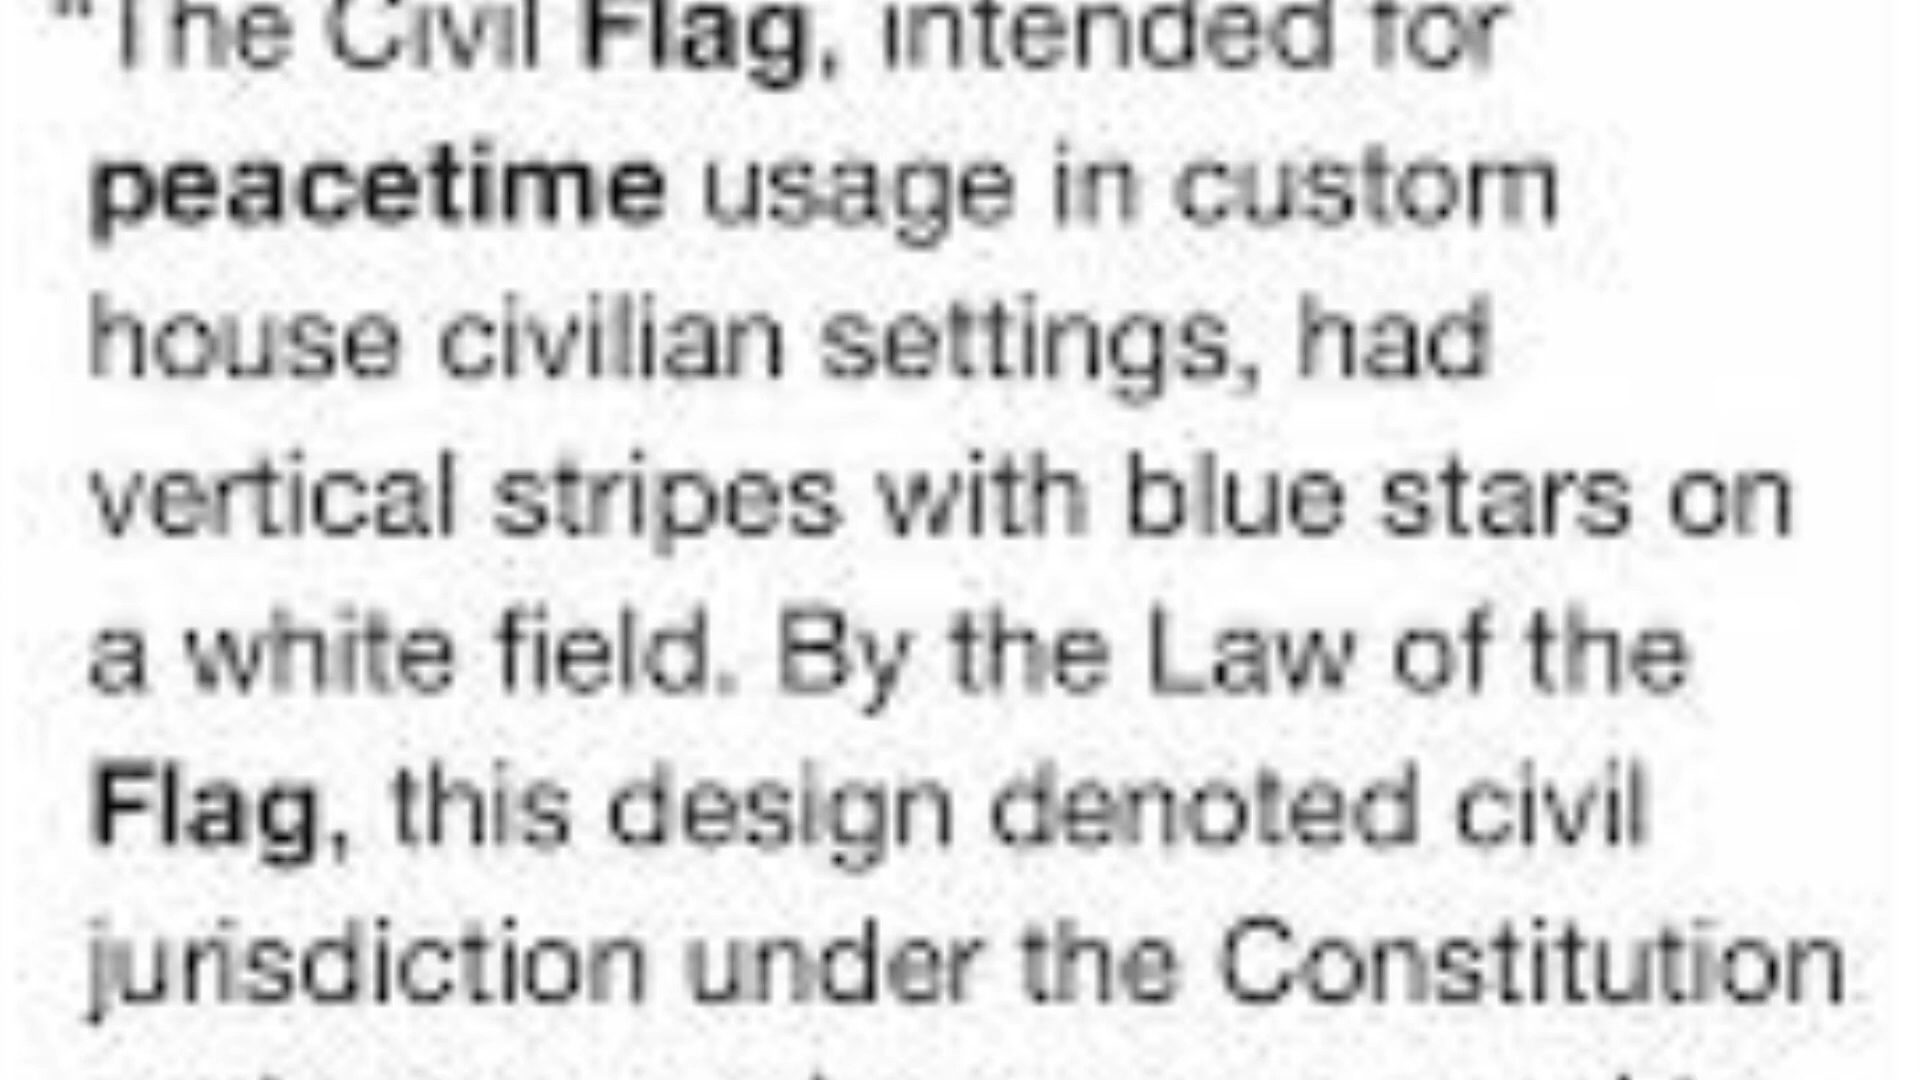 "The Civil Flag, intended for
peacetime usage in custom
house civilian settings, had
vertical stripes with blue stars on
a white field. By the Law of the
Flag, this design denoted civil
jurisdiction under the Constitution